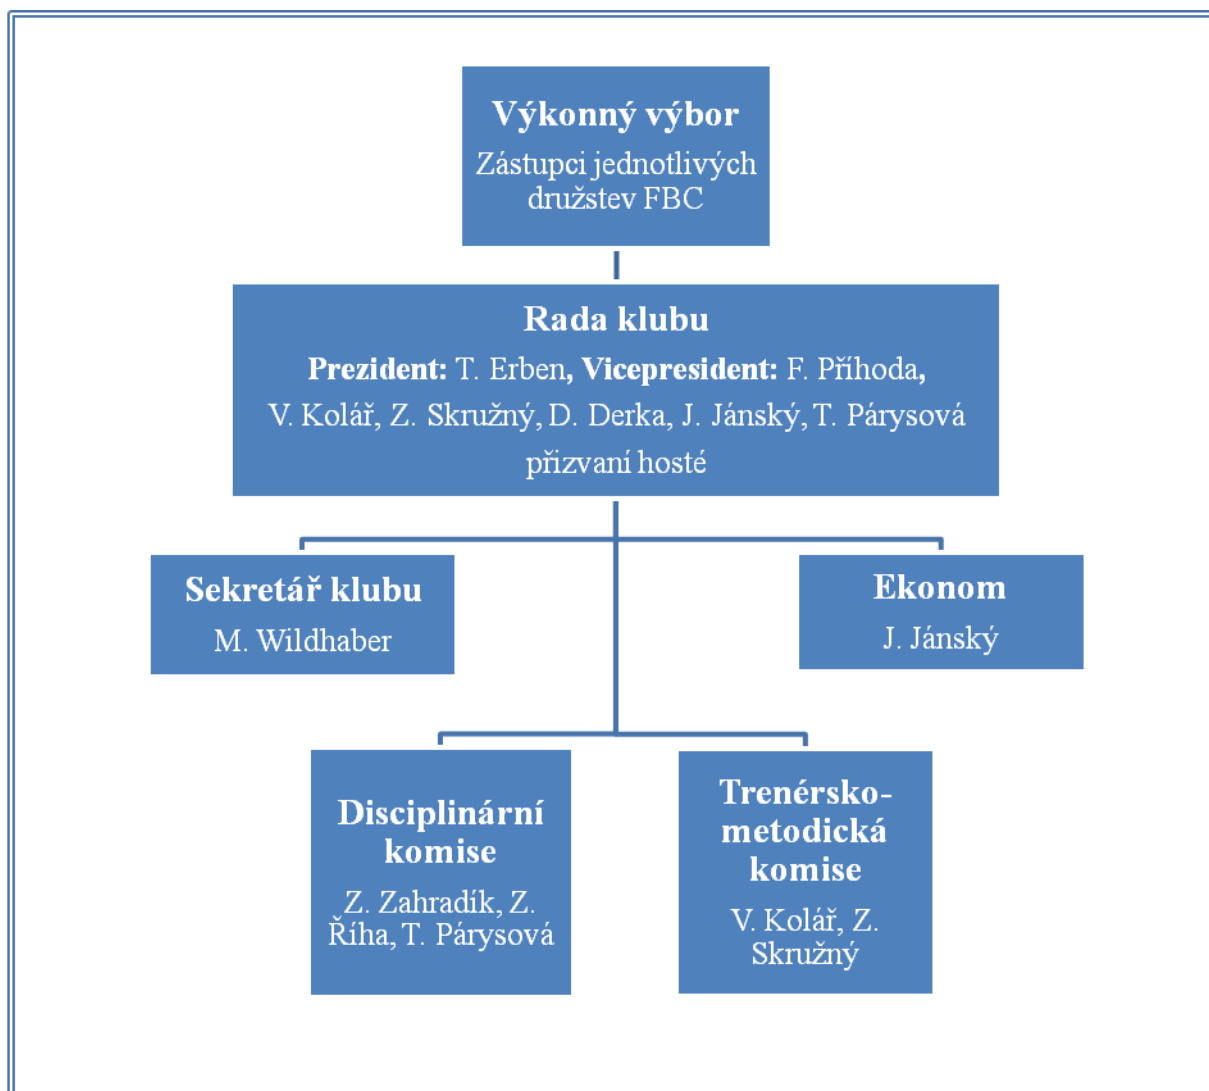 Výkonný výbor
Zástupci jednotlivých
družstev FBC
Rada klubu
Prezident: T. Erben, Vicepresident: F. Příhoda,
V. Kolář, Z. Skružný, D. Derka, J. Jánský, T. Párysová
přizvaní hosté
Sekretář klubu
M. Wildhaber
Ekonom
J. Jánský
Disciplinární
komise
Z. Zahradík, Z.
Říha, T. Párysová
Trenérsko-
metodická
komise
V. Kolář, Z.
Skružný